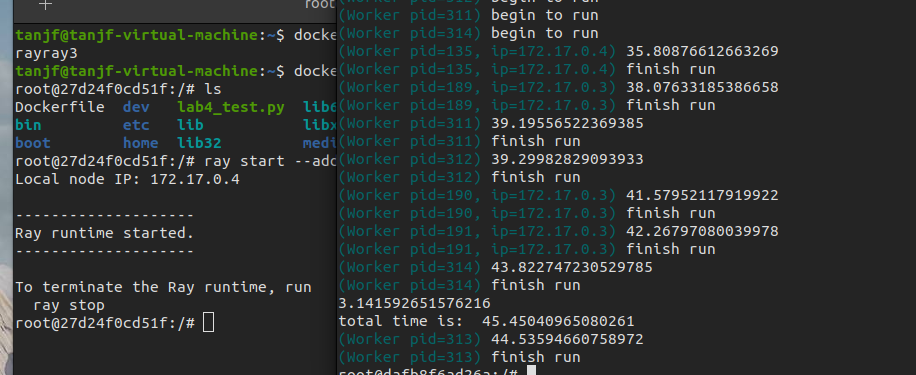 root
tanjf@tanjf-virtual-machine:~$ docke
rayray3
tanjf@tanjf-virtual-machine:~$ docke
root@27d24f0cd51f:/# ls
Dockerfile dev lab4_test.py lib6
bin etc lib libx
boot home lib32 medi
root@27d24f0cd51f:/# ray start --add
Local node IP: 172.17.0.4
--------------------
Ray runtime started.
--------------------
To terminate the Ray runtime, run
ray stop
root@27d24f0cd51f:/#
(Worker pid=311) begin to run
(Worker pid=314) begin to run
(Worker pid=135, ip=172.17.0.4) 35.80876612663269
(Worker pid=135, ip=172.17.0.4) finish run
(Worker pid=189, ip=172.17.0.3) 38.07633185386658
(Worker pid=189, ip=172.17.0.3) finish run
(Worker pid=311) 39.19556522369385
(Worker pid=311) finish run
(Worker pid=312) 39.29982829093933
(Worker pid=312) finish run
(Worker pid=190, ip=172.17.0.3) 41.57952117919922
(Worker pid=190, ip=172.17.0.3) finish run
(Worker pid=191, ip=172.17.0.3) 42.26797080039978
(Worker pid=191, ip=172.17.0.3) finish run
(Worker pid=314) 43.822747230529785
(Worker pid=314) finish run
3.141592651576216
total time is: 45.45040965080261
(Worker pid=313) 44.53594660758972
(Worker pid=313) finish run
root@dafb8f6ad26a:/#